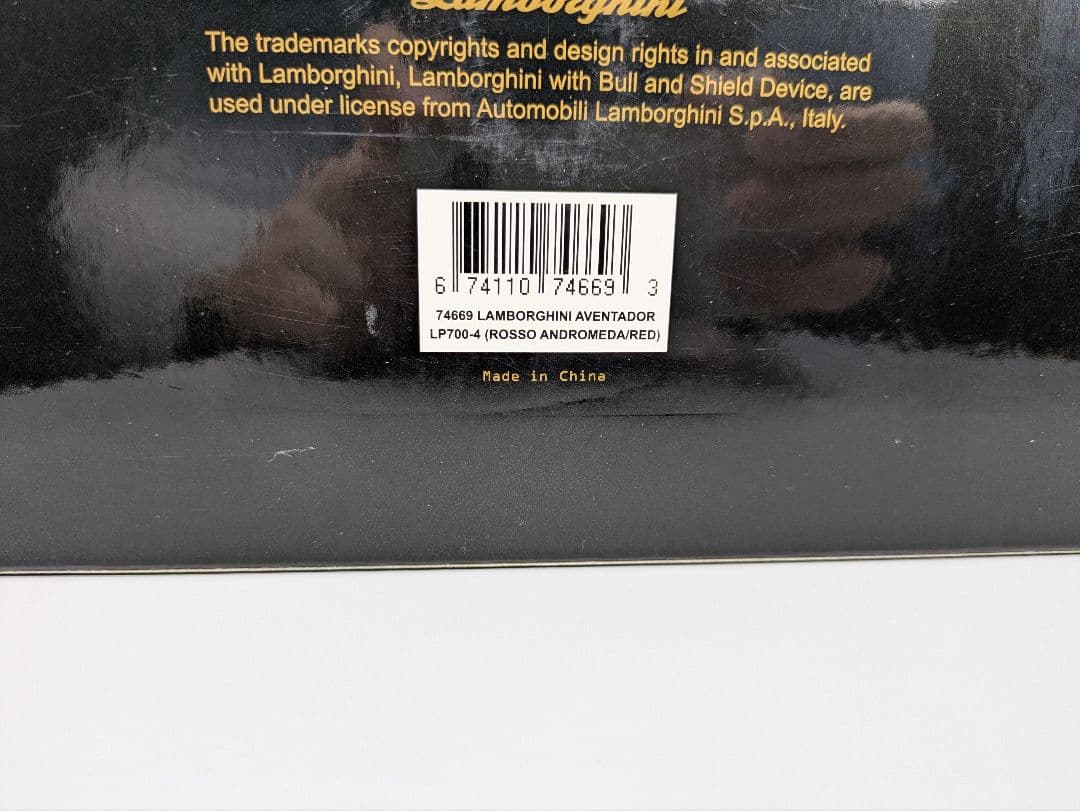 Lamborghini
The trademarks copyrights and design rights in and associated
with Lamborghini, Lamborghini with Bull and Shield Device, are
used under license from Automobili Lamborghini S.p.A., Italy.
6 74110 74669 3
74669 LAMBORGHINI AVENTADOR
LP700-4 (ROSSO ANDROMEDA/RED)
Made in China